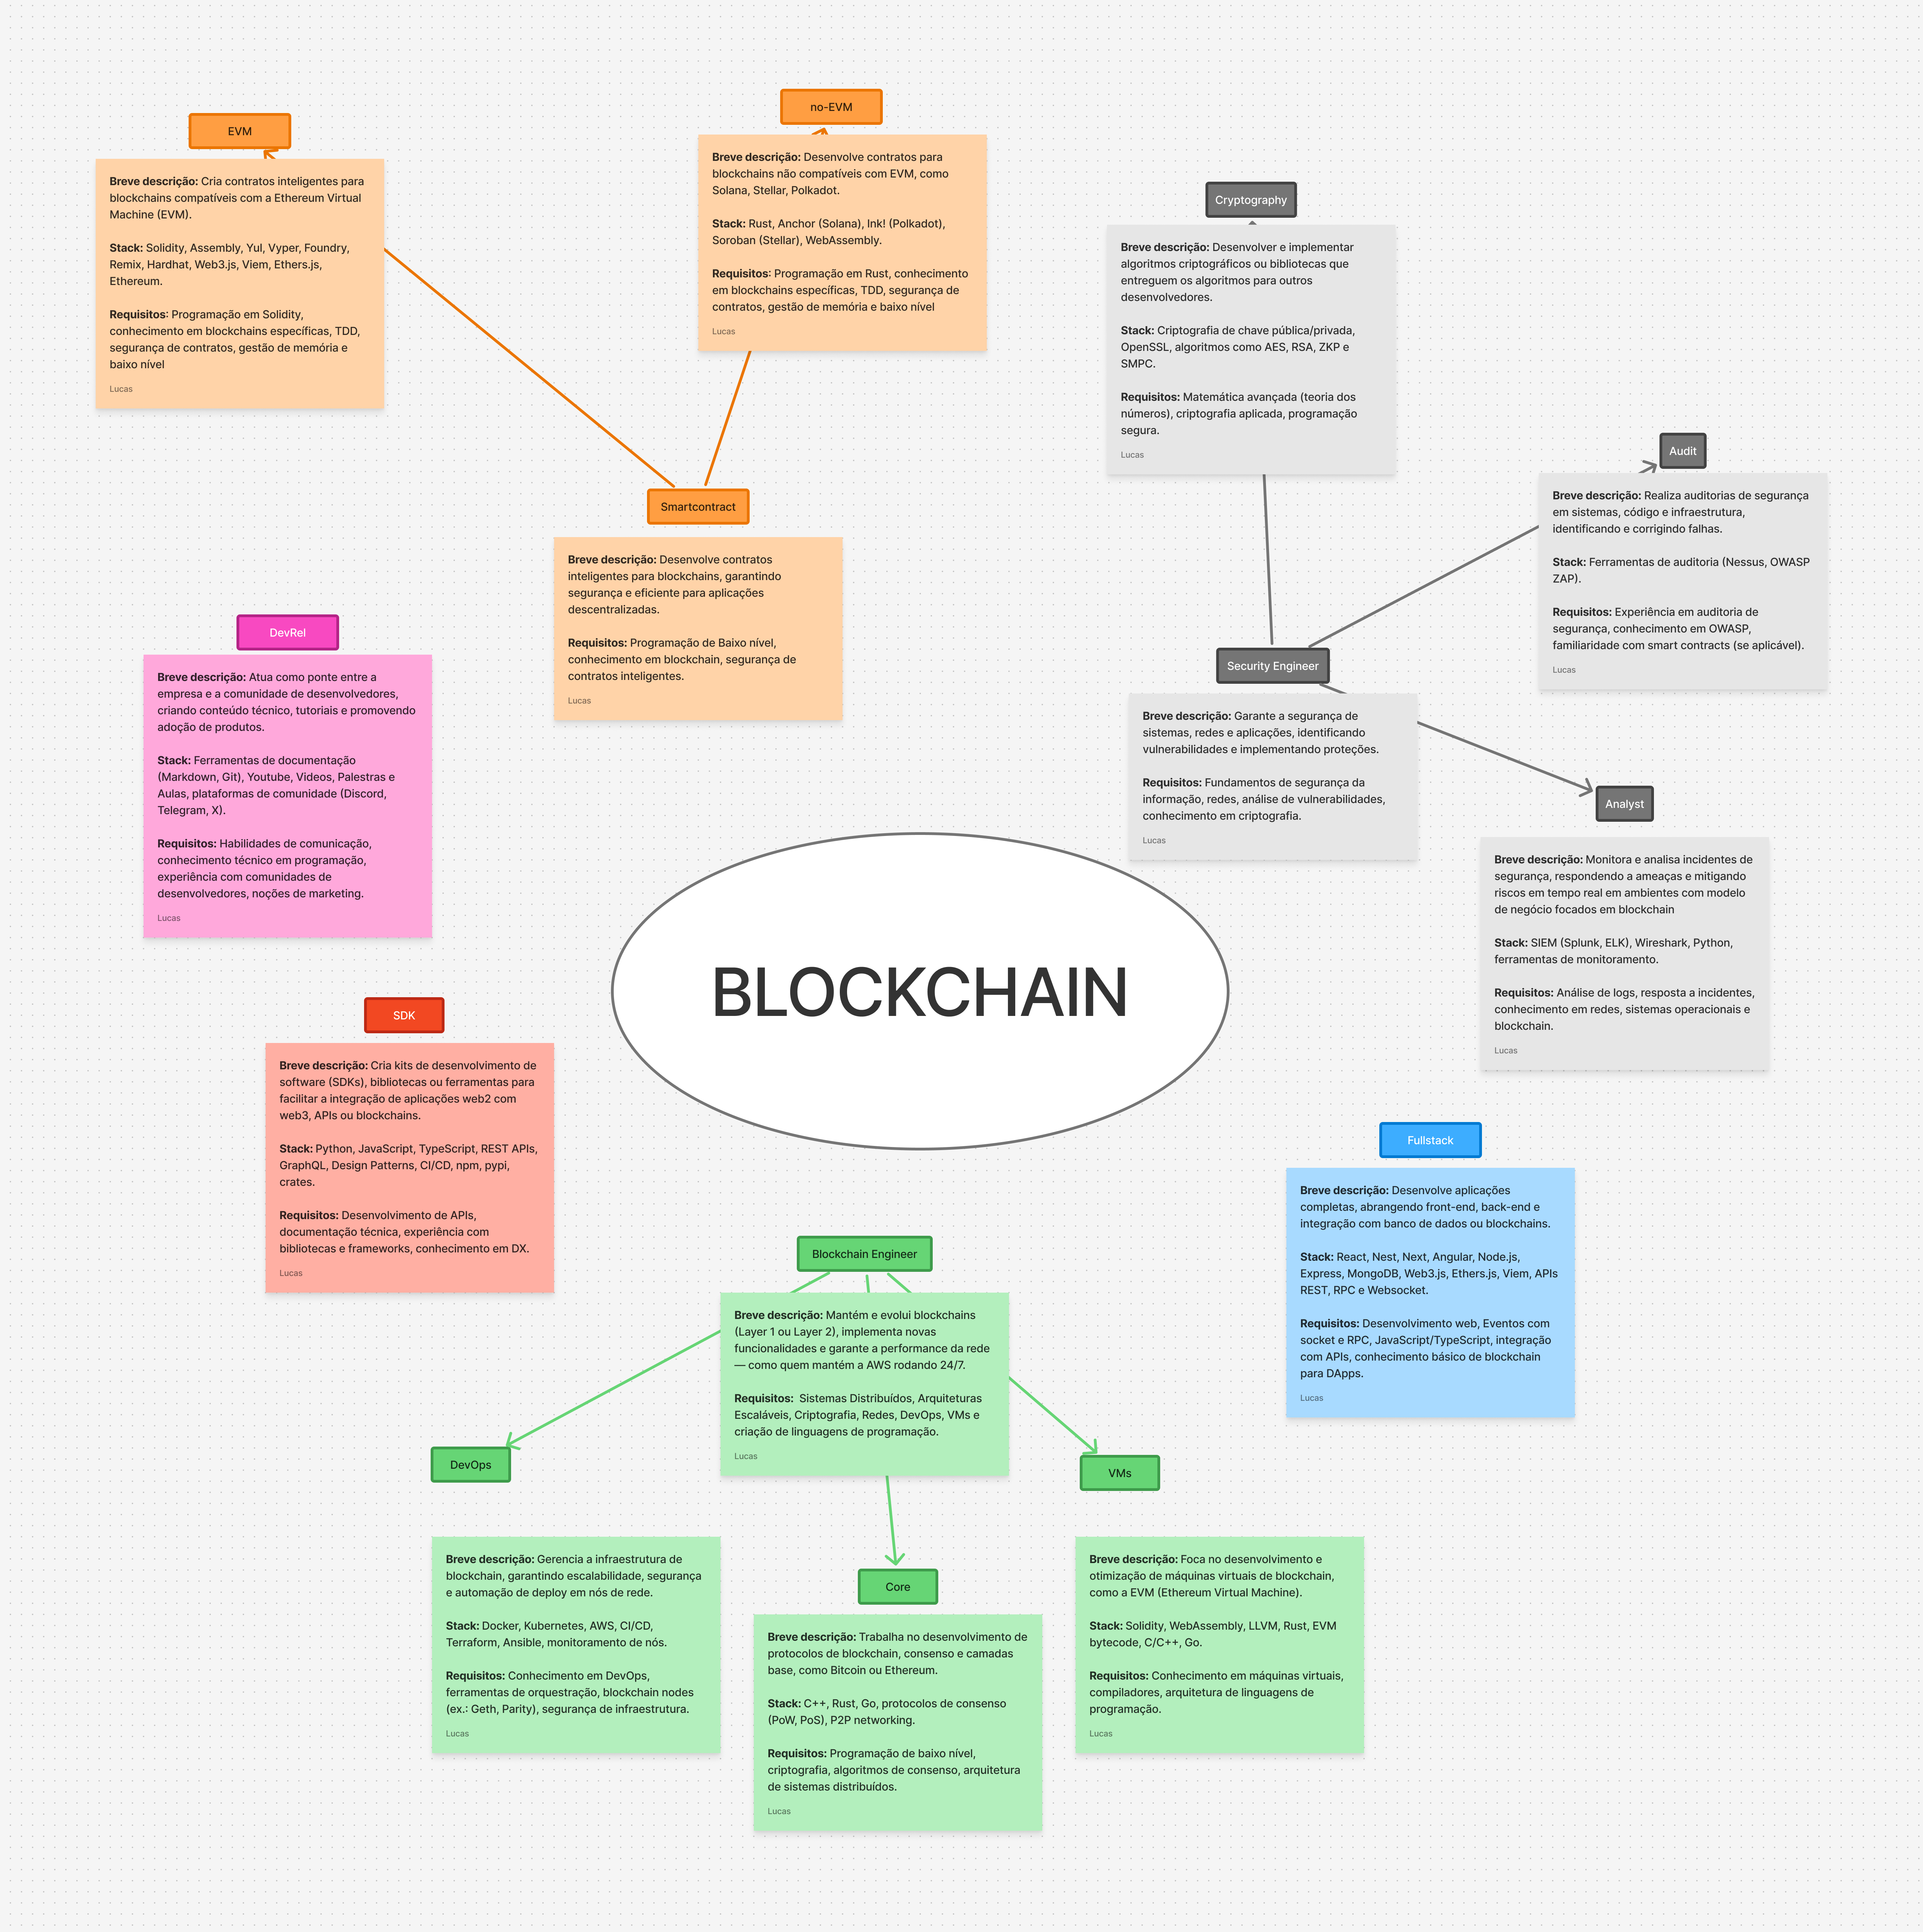 no-EVM
Breve descrição: Desenvolve contratos para
blockchains não compatíveis com EVM, como
Solana, Stellar, Polkadot.
Stack: Rust, Anchor (Solana), Ink! (Polkadot),
Soroban (Stellar), WebAssembly.
Requisitos: Programação em Rust, conhecimento
em blockchains específicas, TDD, segurança de
contratos, gestão de memória e baixo nível
Lucas
EVM
Breve descrição: Cria contratos inteligentes para
blockchains compatíveis com a Ethereum Virtual
Machine (EVM).
Stack: Solidity, Assembly, Yul, Vyper, Foundry,
Remix, Hardhat, Web3.js, Viem, Ethers.js,
Ethereum.
Requisitos: Programação em Solidity,
conhecimento em blockchains específicas, TDD,
segurança de contratos, gestão de memória e
baixo nível
Lucas
Cryptography
Breve descrição: Desenvolver e implementar
algoritmos criptográficos ou bibliotecas que
entreguem os algoritmos para outros
desenvolvedores.
Stack: Criptografia de chave pública/privada,
OpenSSL, algoritmos como AES, RSA, ZKP e
SMPC.
Requisitos: Matemática avançada (teoria dos
números), criptografia aplicada, programação
segura.
Lucas
Audit
Breve descrição: Realiza auditorias de segurança
em sistemas, código e infraestrutura,
identificando e corrigindo falhas.
Stack: Ferramentas de auditoria (Nessus, OWASP
ZAP).
Requisitos: Experiência em auditoria de
segurança, conhecimento em OWASP,
familiaridade com smart contracts (se aplicável).
Lucas
Smartcontract
Breve descrição: Desenvolve contratos
inteligentes para blockchains, garantindo
segurança e eficiente para aplicações
descentralizadas.
Requisitos: Programação de Baixo nível,
conhecimento em blockchain, segurança de
contratos inteligentes.
Lucas
DevRel
Breve descrição: Atua como ponte entre a
empresa e a comunidade de desenvolvedores,
criando conteúdo técnico, tutoriais e promovendo
adoção de produtos.
Stack: Ferramentas de documentação
(Markdown, Git), Youtube, Videos, Palestras e
Aulas, plataformas de comunidade (Discord,
Telegram, X).
Requisitos: Habilidades de comunicação,
conhecimento técnico em programação,
experiência com comunidades de
desenvolvedores, noções de marketing.
Lucas
Security Engineer
Breve descrição: Garante a segurança de
sistemas, redes e aplicações, identificando
vulnerabilidades e implementando proteções.
Requisitos: Fundamentos de segurança da
informação, redes, análise de vulnerabilidades,
conhecimento em criptografia.
Lucas
Analyst
Breve descrição: Monitora e analisa incidentes de
segurança, respondendo a ameaças e mitigando
riscos em tempo real em ambientes com modelo
de negócio focados em blockchain
Stack: SIEM (Splunk, ELK), Wireshark, Python,
ferramentas de monitoramento.
Requisitos: Análise de logs, resposta a incidentes,
conhecimento em redes, sistemas operacionais e
blockchain.
Lucas
BLOCKCHAIN
SDK
Breve descrição: Cria kits de desenvolvimento de
software (SDKs), bibliotecas ou ferramentas para
facilitar a integração de aplicações web2 com
web3, APIs ou blockchains.
Stack: Python, JavaScript, TypeScript, REST APIs,
GraphQL, Design Patterns, CI/CD, npm, pypi,
crates.
Requisitos: Desenvolvimento de APIs,
documentação técnica, experiência com
bibliotecas e frameworks, conhecimento em DX.
Lucas
Fullstack
Breve descrição: Desenvolve aplicações
completas, abrangendo front-end, back-end e
integração com banco de dados ou blockchains.
Stack: React, Nest, Next, Angular, Node.js,
Express, MongoDB, Web3.js, Ethers.js, Viem, APIs
REST, RPC e Websocket.
Requisitos: Desenvolvimento web, Eventos com
socket e RPC, JavaScript/TypeScript, integração
com APIs, conhecimento básico de blockchain
para DApps.
Lucas
Blockchain Engineer
Breve descrição: Mantém e evolui blockchains
(Layer 1 ou Layer 2), implementa novas
funcionalidades e garante a performance da rede
— como quem mantém a AWS rodando 24/7.
Requisitos:  Sistemas Distribuídos, Arquiteturas
Escaláveis, Criptografia, Redes, DevOps, VMs e
criação de linguagens de programação.
Lucas
DevOps
Breve descrição: Gerencia a infraestrutura de
blockchain, garantindo escalabilidade, segurança
e automação de deploy em nós de rede.
Stack: Docker, Kubernetes, AWS, CI/CD,
Terraform, Ansible, monitoramento de nós.
Requisitos: Conhecimento em DevOps,
ferramentas de orquestração, blockchain nodes
(ex.: Geth, Parity), segurança de infraestrutura.
Lucas
Core
Breve descrição: Trabalha no desenvolvimento de
protocolos de blockchain, consenso e camadas
base, como Bitcoin ou Ethereum.
Stack: C++, Rust, Go, protocolos de consenso
(PoW, PoS), P2P networking.
Requisitos: Programação de baixo nível,
criptografia, algoritmos de consenso, arquitetura
de sistemas distribuídos.
Lucas
VMs
Breve descrição: Foca no desenvolvimento e
otimização de máquinas virtuais de blockchain,
como a EVM (Ethereum Virtual Machine).
Stack: Solidity, WebAssembly, LLVM, Rust, EVM
bytecode, C/C++, Go.
Requisitos: Conhecimento em máquinas virtuais,
compiladores, arquitetura de linguagens de
programação.
Lucas